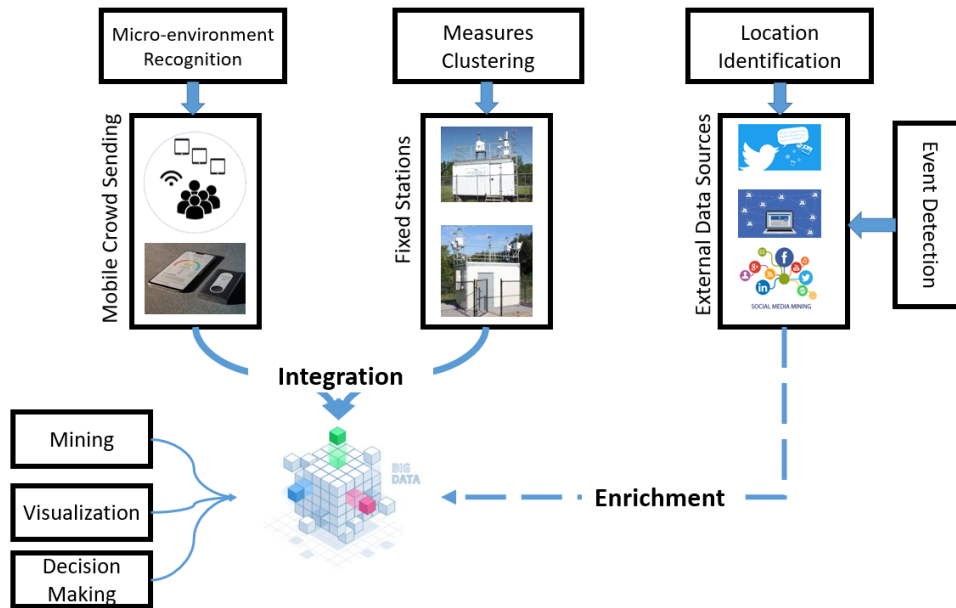 Micro-environment
Recognition
Measures
Clustering
Location
Identification
Mobile Crowd Sending
Fixed Stations
External Data Sources
SOCIAL MEDIA MINING
Event Detection
Integration
Mining
Visualization
Decision
Making
BIG
DATA
Enrichment